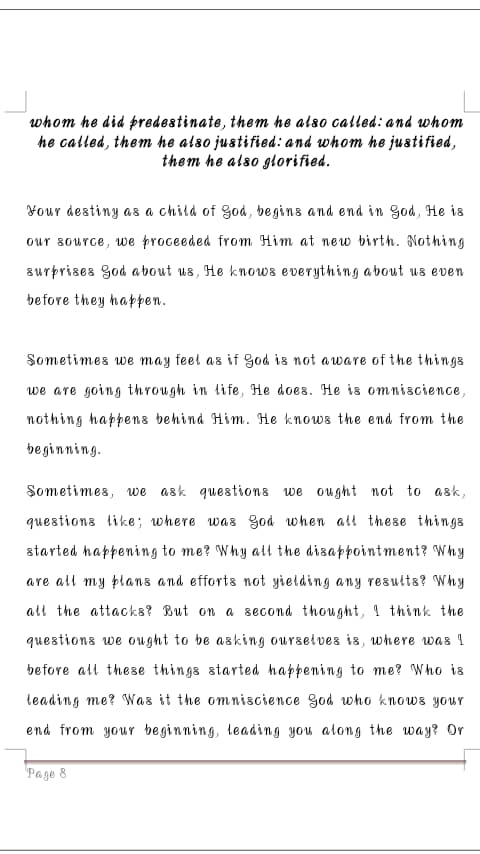 whom he did predestinate, them he also called: and whom
he called, them he also justified: and whom he justified,
them he also glorified.
Your destiny as a child of God, begins and end in God, He is
our source, we proceeded from Him at new birth. Nothing
surprises God about us, He knows everything about us even
before they happen.
Sometimes we may feel as if God is not aware of the things
we are going through in life, He does. He is omniscience,
nothing happens behind Him. He knows the end from the
beginning.
Sometimes, we ask questions we ought not to ask,
questions like; where was God when all these things
started happening to me? Why all the disappointment? Why
are all my plans and efforts not yielding any results? Why
all the attacks? But on a second thought, I think the
questions we ought to be asking ourselves is, where was I
before all these things started happening to me? Who is
leading me? Was it the omniscience God who knows your
end from your beginning, leading you along the way? Or
Page 8